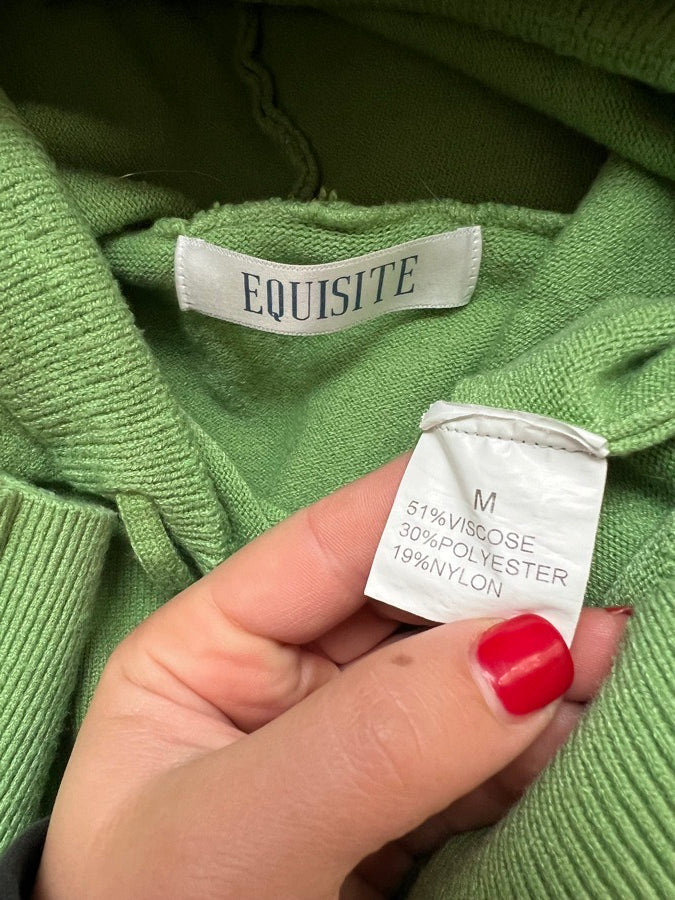 EQUISITE
M
51%VISCOSE
30%POLYESTER
19%NYLON